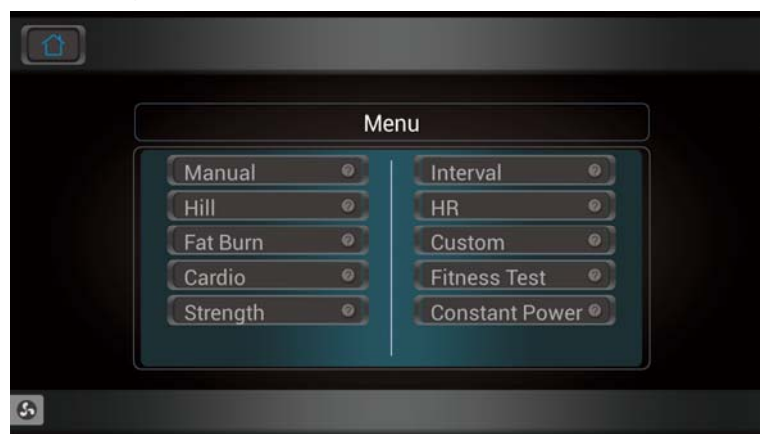 Menu
Manual
Hill
Fat Burn
Cardio
Strength
Interval
HR
Custom
Fitness Test
Constant Power